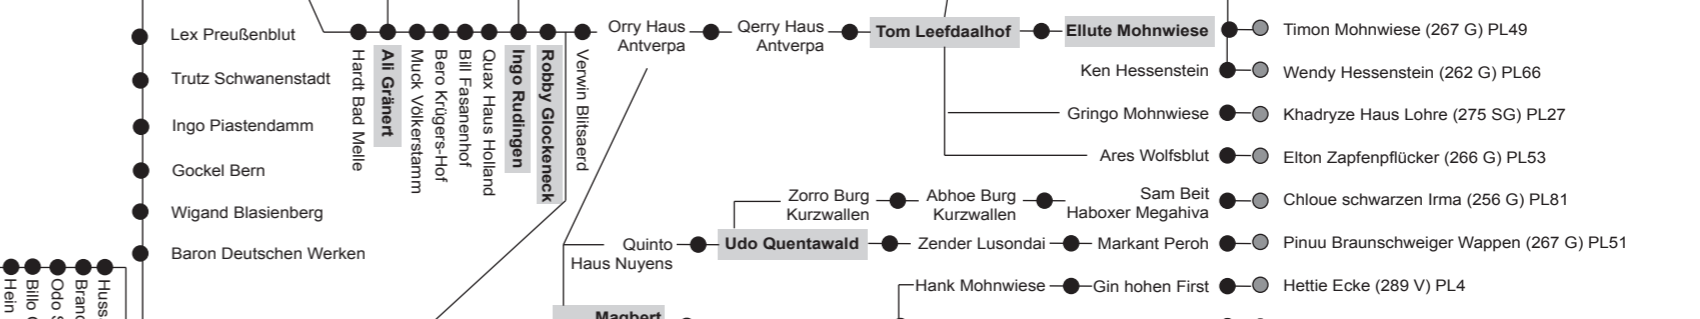 Lex Preußenblut
Trutz Schwanenstadt
Ingo Piastendamm
Gockel Bern
Wigand Blasienberg
Baron Deutschen Werken
Hein
Billo
Odo
Hardt Bad Melle
Ali Gränert
Muck Völkerstamm
Bero Krügers-Hof
Bill Fasanenhof
Quax Haus Holland
Ingo Rudingen
Robby Glockeneck
Verwin Blitsaerd
Orry Haus
Antverpa
Qerry Haus
Antverpa
Tom Leefdaalhof
Ellute Mohnwiese
Timon Mohnwiese (267 G) PL49
Ken Hessenstein
Wendy Hessenstein (262 G) PL66
Gringo Mohnwiese
Khadryze Haus Lohre (275 SG) PL27
Ares Wolfsblut
Elton Zapfenpflücker (266 G) PL53
Zorro Burg
Kurzwallen
Abhoe Burg
Kurzwallen
Sam Beit
Haboxer Megahiva
Chloue schwarzen Irma (256 G) PL81
Quinto
Haus Nuyens
Udo Quentawald
Zender Lusondai
Markant Peroh
Pinuu Braunschweiger Wappen (267 G) PL51
Hank Mohnwiese
Gin hohen First
Hettie Ecke (289 V) PL4
Magbert